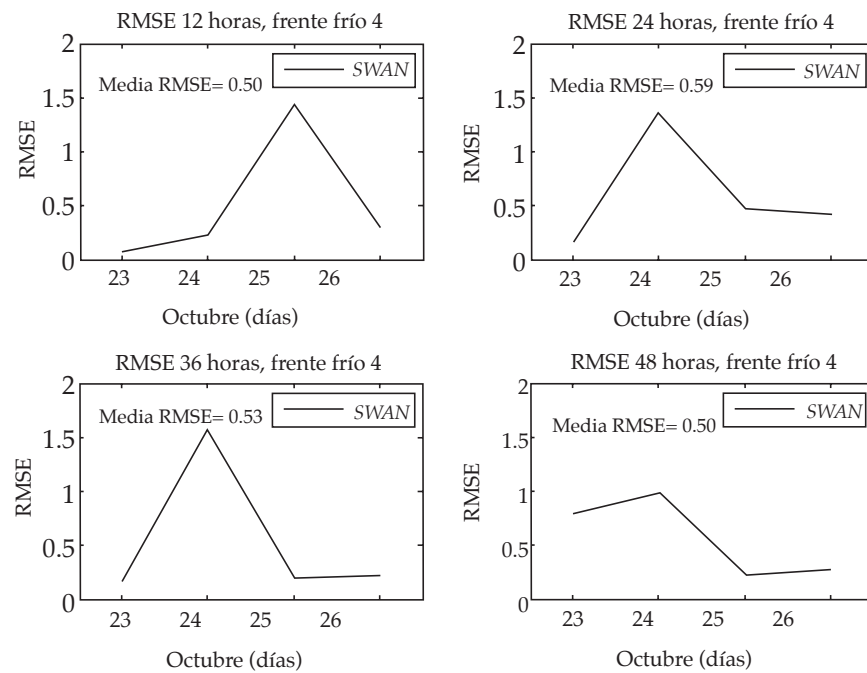 RMSE 12 horas, frente frío 4
2
1.5
1
0.5
0
RMSE
Media RMSE= 0.50
SWAN
23 24 25 26
Octubre (días)
RMSE 24 horas, frente frío 4
2
1.5
1
0.5
0
RMSE
Media RMSE= 0.59
SWAN
23 24 25 26
Octubre (días)
RMSE 36 horas, frente frío 4
2
1.5
1
0.5
0
RMSE
Media RMSE= 0.53
SWAN
23 24 25 26
Octubre (días)
RMSE 48 horas, frente frío 4
2
1.5
1
0.5
0
RMSE
Media RMSE= 0.50
SWAN
23 24 25 26
Octubre (días)